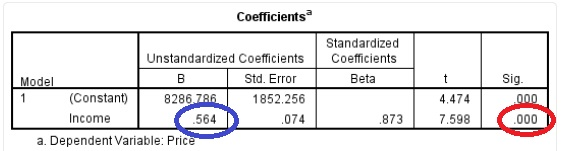 Coefficientsᵃ
Model Unstandardized Coefficients Standardized Coefficients t Sig.
B Std. Error Beta
1 (Constant) 8286.786 1852.256 4.474 .000
Income .564 .074 .873 7.598 .000
a. Dependent Variable: Price